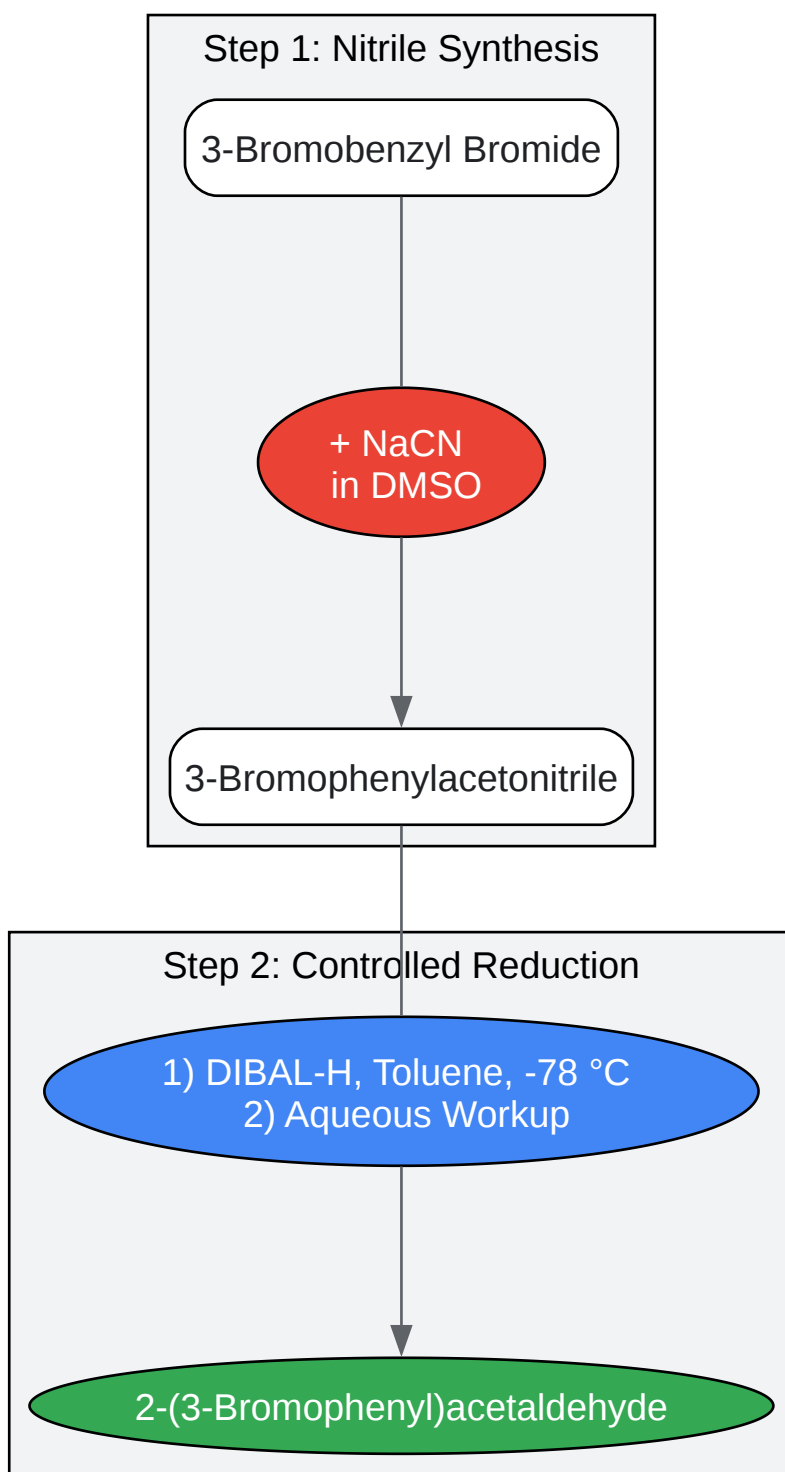 Step 1: Nitrile Synthesis
3-Bromobenzyl Bromide
+ NaCN
in DMSO
3-Bromophenylacetonitrile
Step 2: Controlled Reduction
1) DIBAL-H, Toluene, -78 °C
2) Aqueous Workup
2-(3-Bromophenyl)acetaldehyde